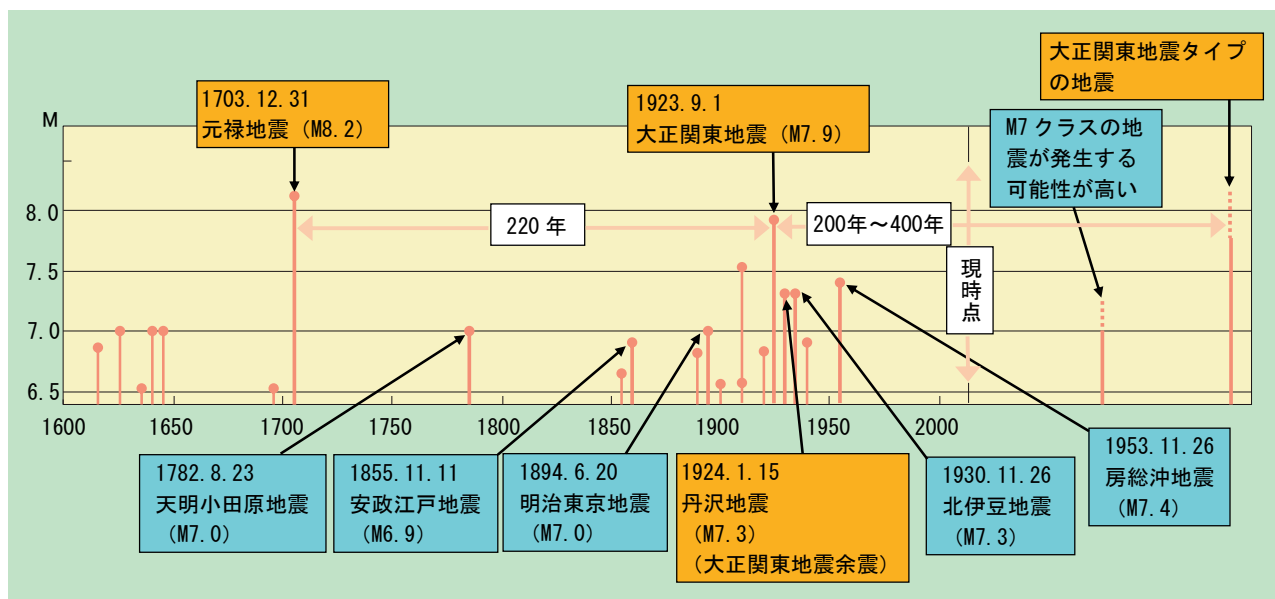 大正関東地震タイプ
の地震
1703.12.31
元禄地震（M8.2）
1923.9.1
大正関東地震（M7.9）
M7クラスの地
震が発生する
可能性が高い
M
8.0
7.5
7.0
6.5
220年
200年～400年
現時点
1600
1650
1700
1750
1800
1850
1900
1950
2000
1782.8.23
天明小田原地震
（M7.0）
1855.11.11
安政江戸地震
（M6.9）
1894.6.20
明治東京地震
（M7.0）
1924.1.15
丹沢地震
（M7.3）
（大正関東地震余震）
1930.11.26
北伊豆地震
（M7.3）
1953.11.26
房総沖地震
（M7.4）